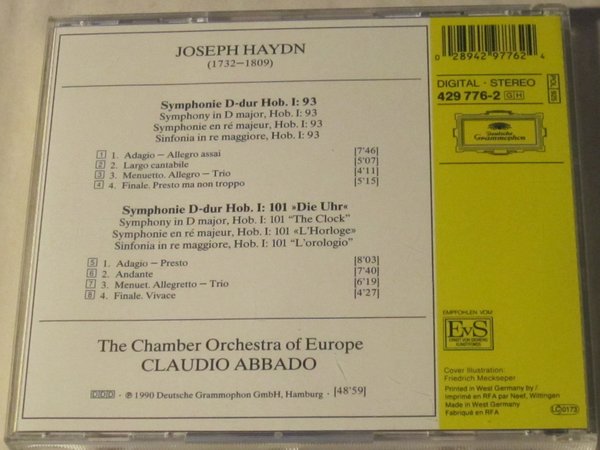 JOSEPH HAYDN
(1732–1809)
Symphonie D-dur Hob. I: 93
Symphony in D major, Hob. I: 93
Symphonie en ré majeur, Hob. I: 93
Sinfonia in re maggiore, Hob. I: 93
1 1. Adagio – Allegro assai [7'46]
2 2. Largo cantabile [5'07]
3 3. Menuetto. Allegro – Trio [4'11]
4 4. Finale. Presto ma non troppo [5'15]
Symphonie D-dur Hob. I: 101 »Die Uhr«
Symphony in D major, Hob. I: 101 “The Clock”
Symphonie en ré majeur, Hob. I: 101 «L'Horloge»
Sinfonia in re maggiore, Hob. I: 101 “L'orologio”
5 1. Adagio – Presto [8'03]
6 2. Andante [7'40]
7 3. Menuet. Allegretto – Trio [6'19]
8 4. Finale. Vivace [4'27]
The Chamber Orchestra of Europe
CLAUDIO ABBADO
DDD · ℗ 1990 Deutsche Grammophon GmbH, Hamburg · [48'59]
0 28942 97762 4
DIGITAL · STEREO
429 776-2 GH
Deutsche
Grammophon
EMPFOHLEN VOM
EvS
ERNST VON SIEMENS
KUNSTFONDS
Cover Illustration:
Friedrich Meckseper
Printed in West Germany by/
Imprimé en RFA par Neef, Wittingen
Made in West Germany
Fabriqué en RFA
LC 0173